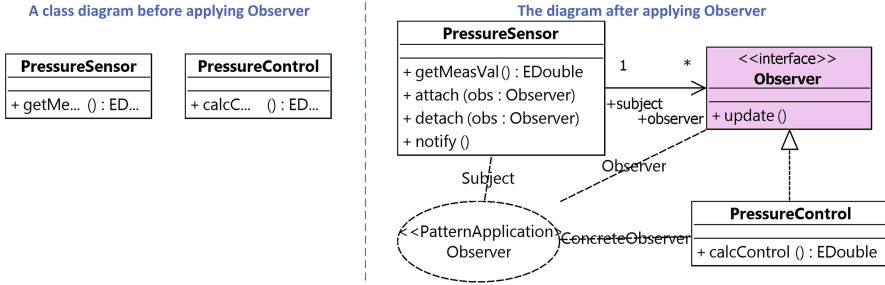 A class diagram before applying Observer
PressureSensor
+ getMe... () : ED...
PressureControl
+ calcC... () : ED...
The diagram after applying Observer
PressureSensor
+ getMeasVal () : EDouble
+ attach (obs : Observer)
+ detach (obs : Observer)
+ notify ()
1
*
+subject
+observer
<<interface>>
Observer
+ update ()
Subject
Observer
<<PatternApplication>
Observer
ConcreteObserver
PressureControl
+ calcControl () : EDouble